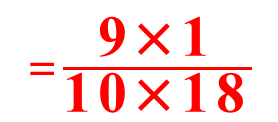 = 9 × 1
10 × 18